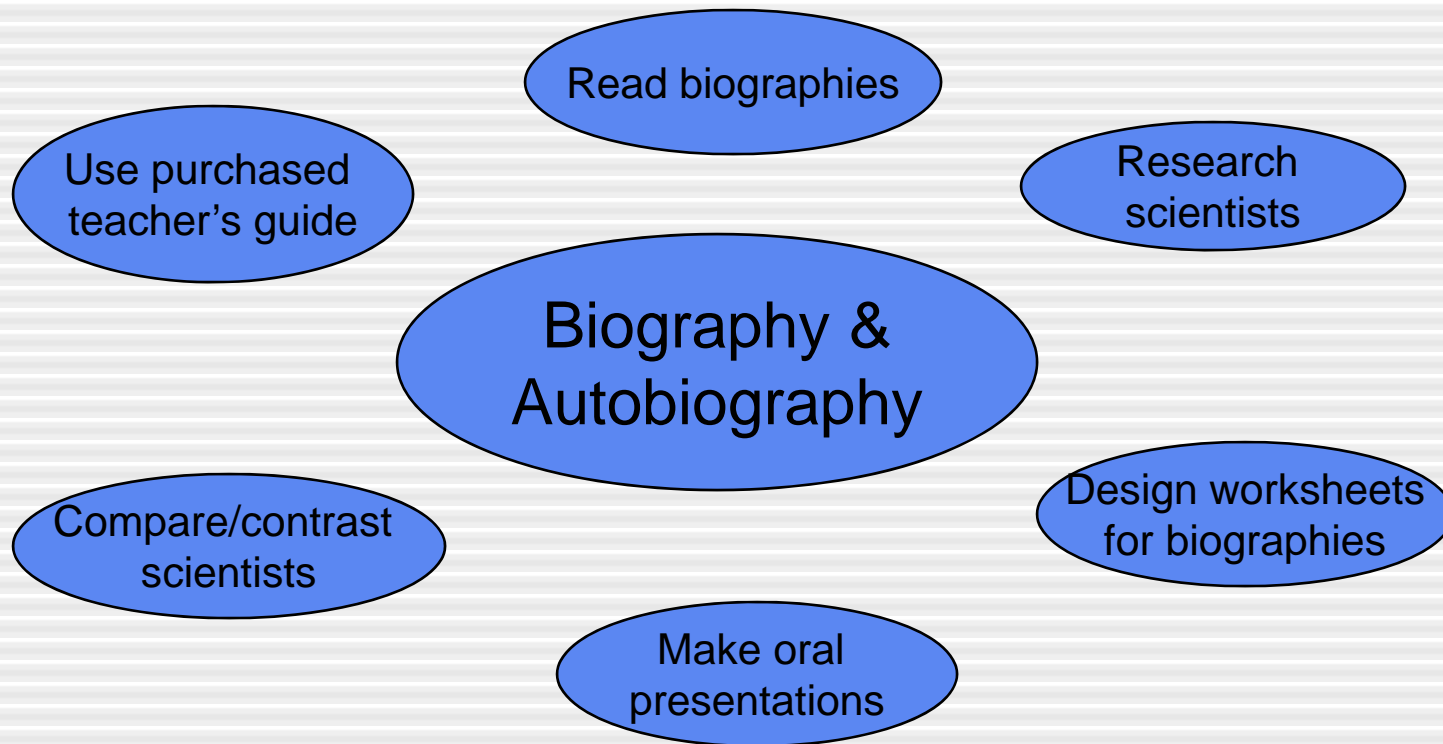 Read biographies
Use purchased
teacher’s guide
Research
scientists
Biography &
Autobiography
Compare/contrast
scientists
Design worksheets
for biographies
Make oral
presentations